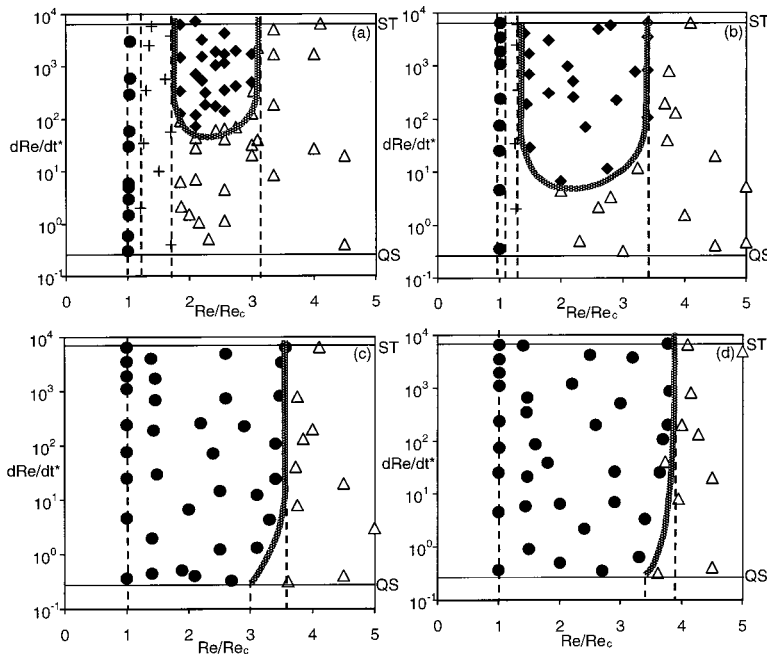 10⁴ ST (a)
10³
10²
dRe/dt*
10¹
10⁰
10⁻¹ QS
0 1 2 3 4 5
Re/Re_c
10⁴ ST (b)
10³
10²
dRe/dt*
10¹
10⁰
10⁻¹ QS
0 1 2 3 4 5
Re/Re_c
10⁴ ST (c)
10³
10²
dRe/dt*
10¹
10⁰
10⁻¹ QS
0 1 2 3 4 5
Re/Re_c
10⁴ ST (d)
10³
10²
dRe/dt*
10¹
10⁰
10⁻¹ QS
0 1 2 3 4 5
Re/Re_c